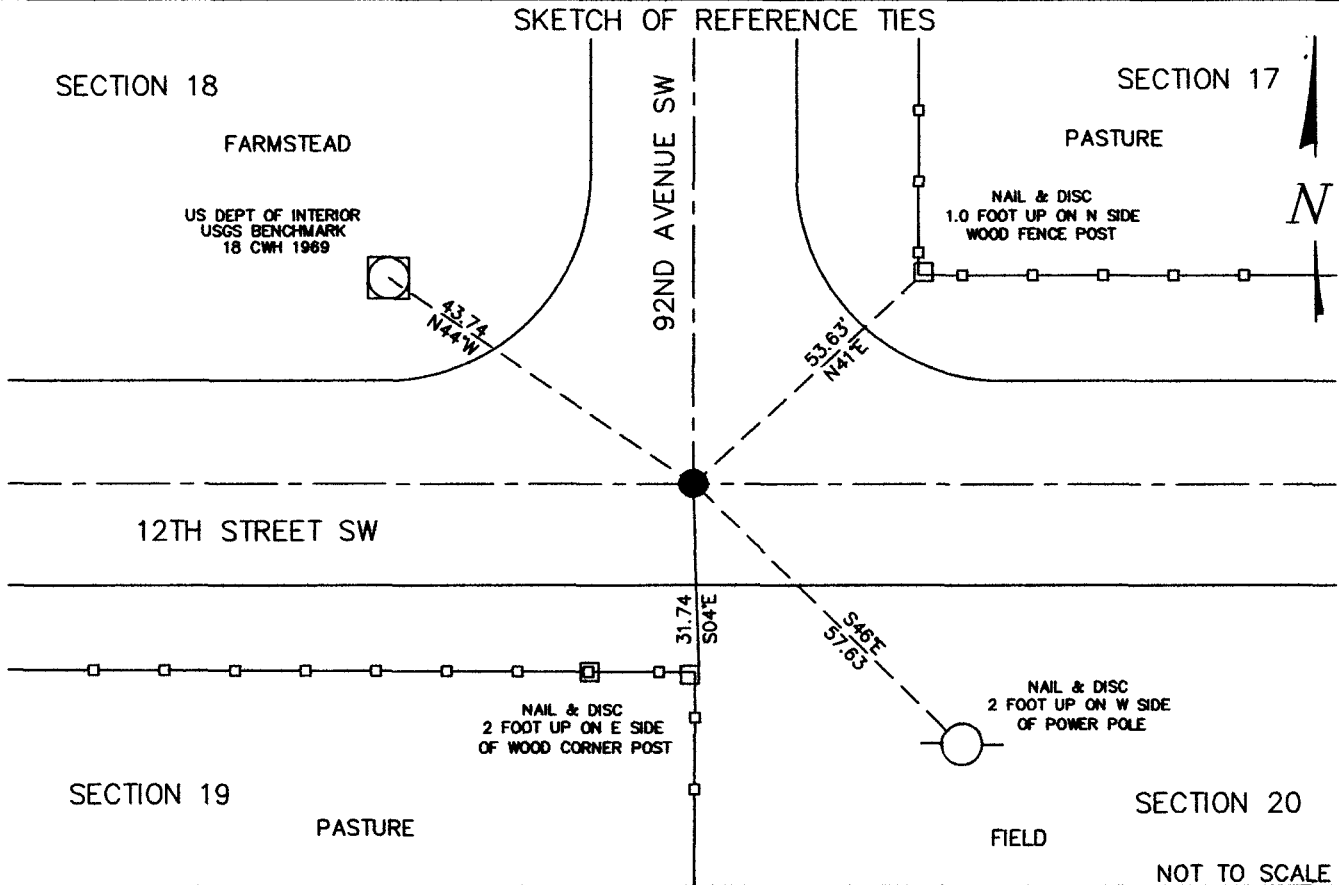 SKETCH OF REFERENCE TIES
SECTION 18
FARMSTEAD
US DEPT OF INTERIOR
USGS BENCHMARK
18 CWH 1969
43.74
N44°W
92ND AVENUE SW
SECTION 17
PASTURE
NAIL & DISC
1.0 FOOT UP ON N SIDE
WOOD FENCE POST
N
53.63'
N41°E
12TH STREET SW
31.74
S04°E
S46°E
57.63
NAIL & DISC
2 FOOT UP ON E SIDE
OF WOOD CORNER POST
NAIL & DISC
2 FOOT UP ON W SIDE
OF POWER POLE
SECTION 19
PASTURE
SECTION 20
FIELD
NOT TO SCALE